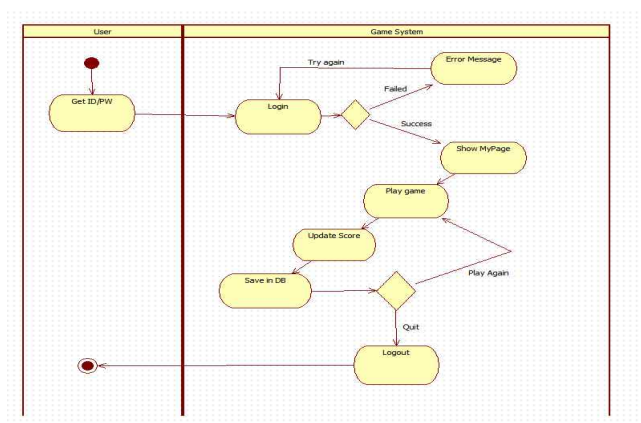 User
Game System
Try again
Error Message
Failed
Get ID/PW
Login
Success
Show MyPage
Play game
Update Score
Save in DB
Play Again
Quit
Logout